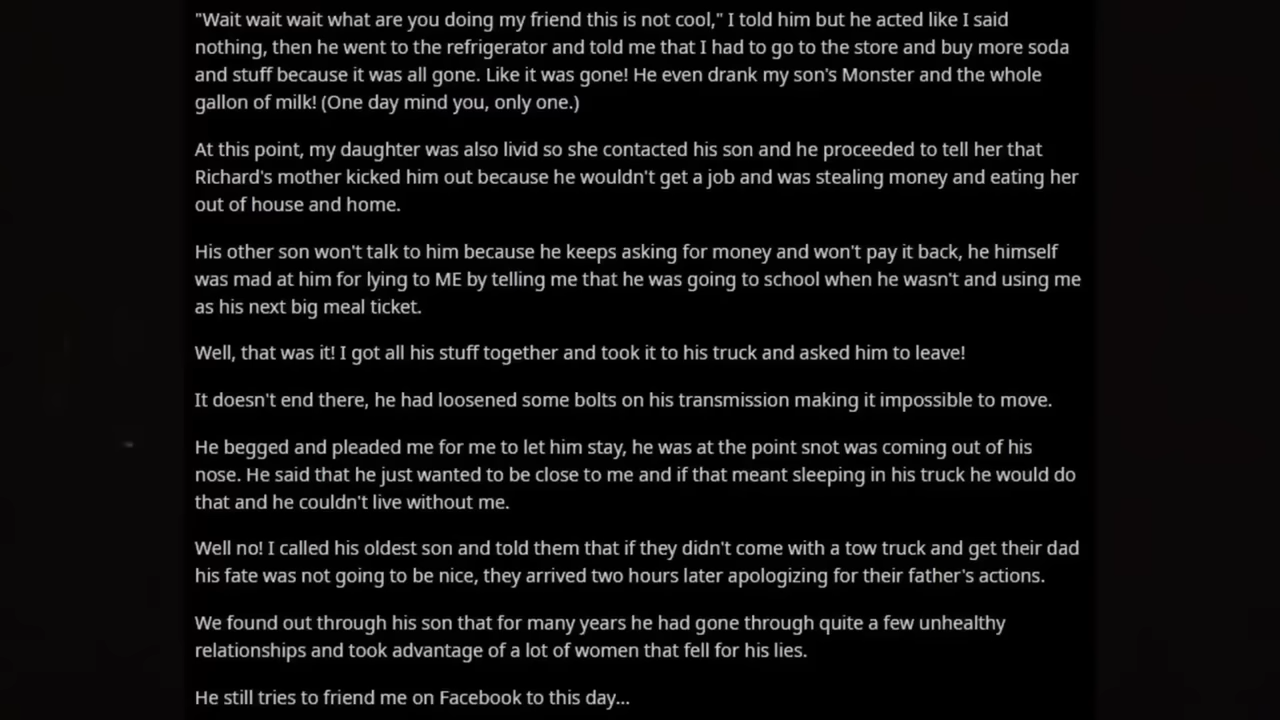 "Wait wait wait what are you doing my friend this is not cool," I told him but he acted like I said
nothing, then he went to the refrigerator and told me that I had to go to the store and buy more soda
and stuff because it was all gone. Like it was gone! He even drank my son's Monster and the whole
gallon of milk! (One day mind you, only one.)
At this point, my daughter was also livid so she contacted his son and he proceeded to tell her that
Richard's mother kicked him out because he wouldn't get a job and was stealing money and eating her
out of house and home.
His other son won't talk to him because he keeps asking for money and won't pay it back, he himself
was mad at him for lying to ME by telling me that he was going to school when he wasn't and using me
as his next big meal ticket.
Well, that was it! I got all his stuff together and took it to his truck and asked him to leave!
It doesn't end there, he had loosened some bolts on his transmission making it impossible to move.
He begged and pleaded me for me to let him stay, he was at the point snot was coming out of his
nose. He said that he just wanted to be close to me and if that meant sleeping in his truck he would do
that and he couldn't live without me.
Well no! I called his oldest son and told them that if they didn't come with a tow truck and get their dad
his fate was not going to be nice, they arrived two hours later apologizing for their father's actions.
We found out through his son that for many years he had gone through quite a few unhealthy
relationships and took advantage of a lot of women that fell for his lies.
He still tries to friend me on Facebook to this day...